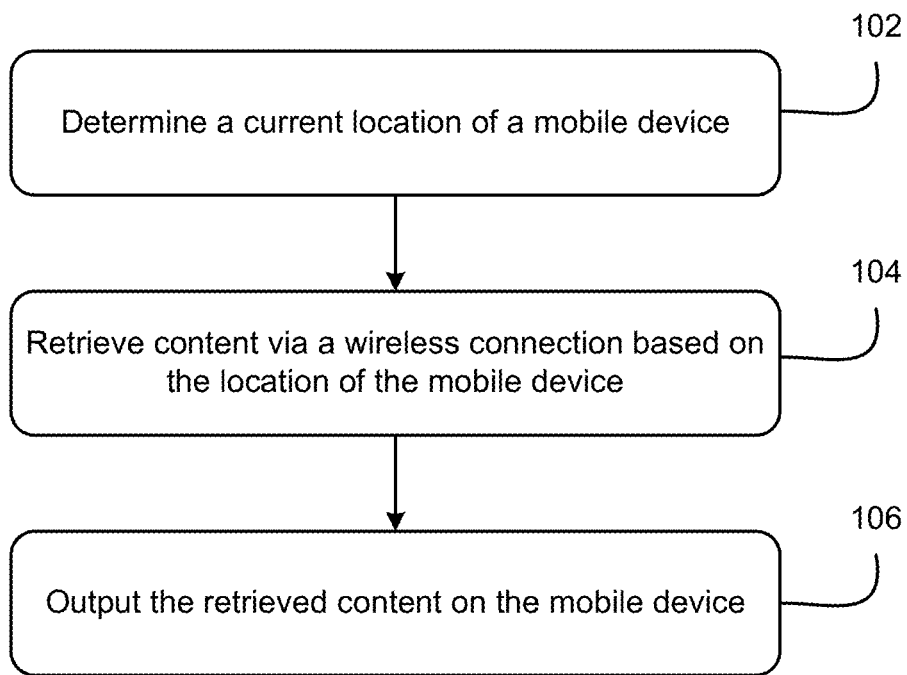 102
Determine a current location of a mobile device
104
Retrieve content via a wireless connection based on
the location of the mobile device
106
Output the retrieved content on the mobile device